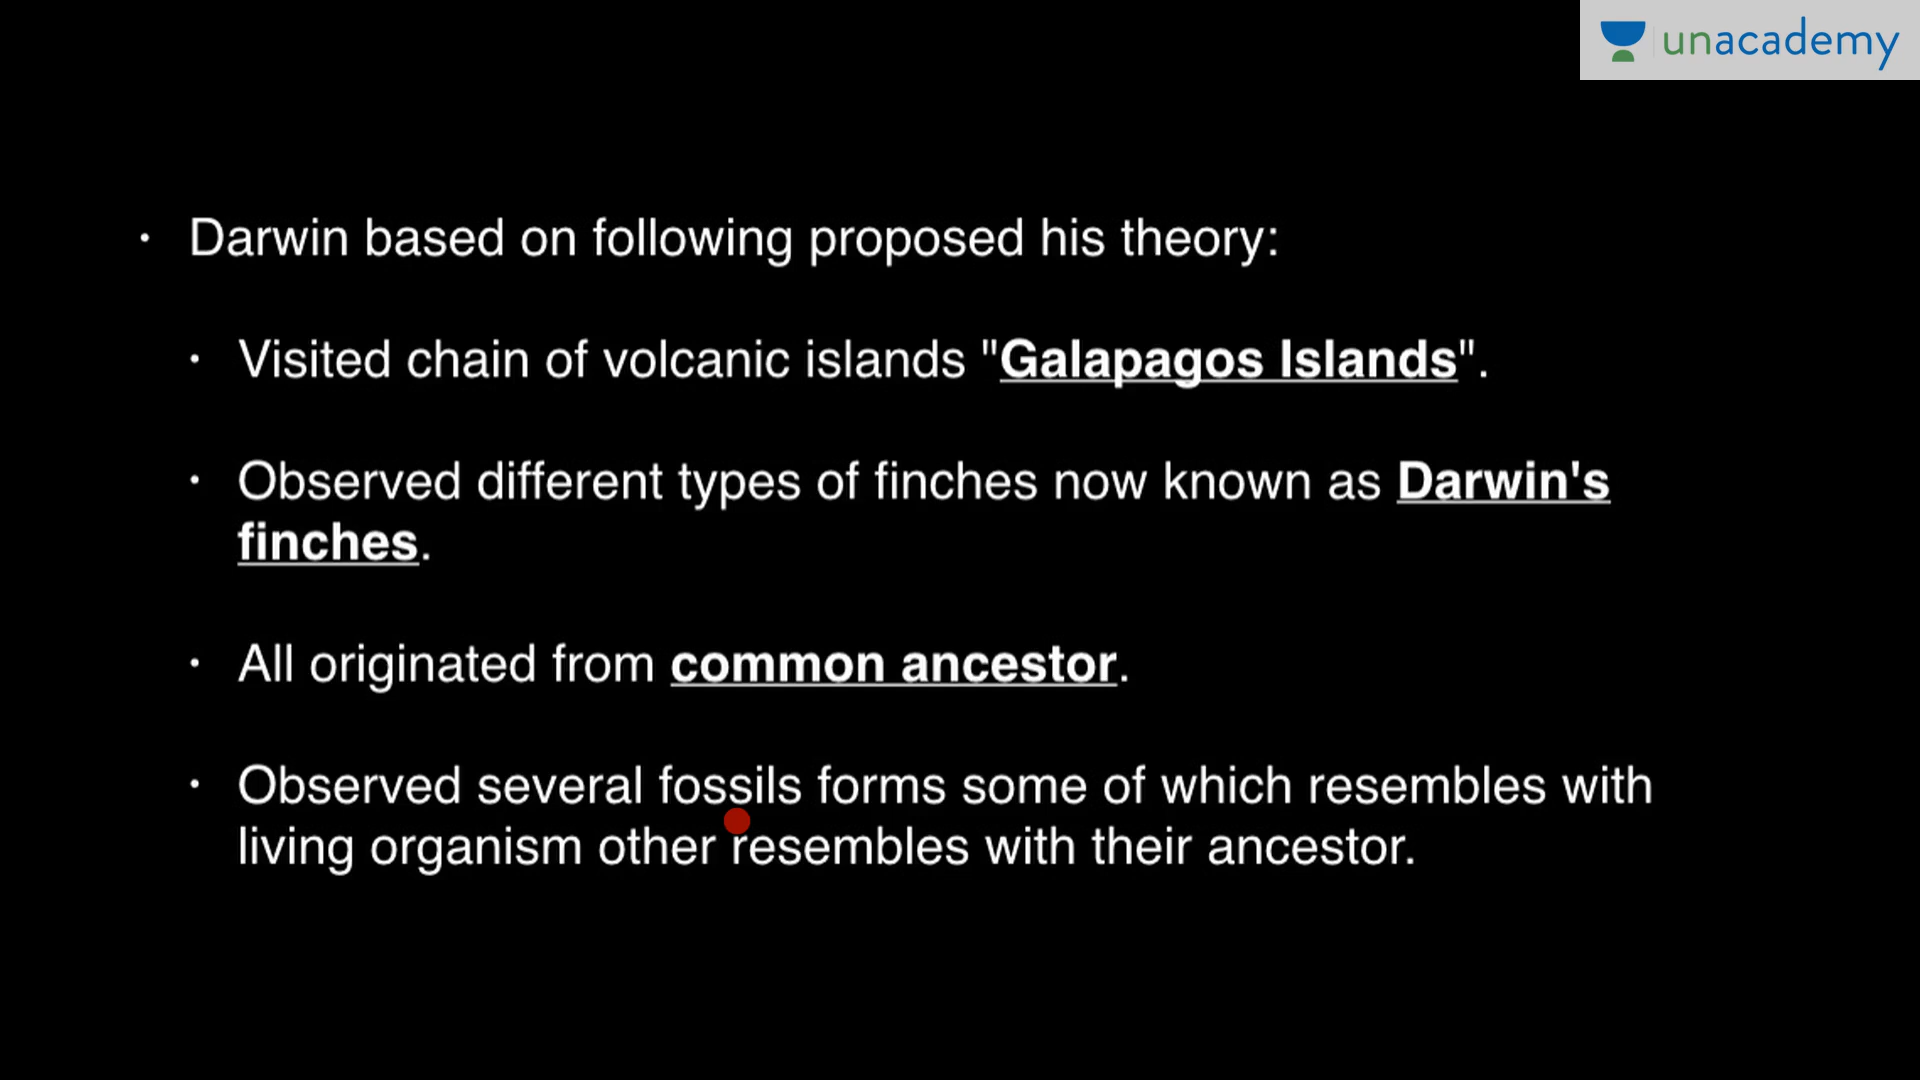 unacademy
• Darwin based on following proposed his theory:
• Visited chain of volcanic islands "Galapagos Islands".
• Observed different types of finches now known as Darwin's
finches.
• All originated from common ancestor.
• Observed several fossils forms some of which resembles with
living organism other resembles with their ancestor.